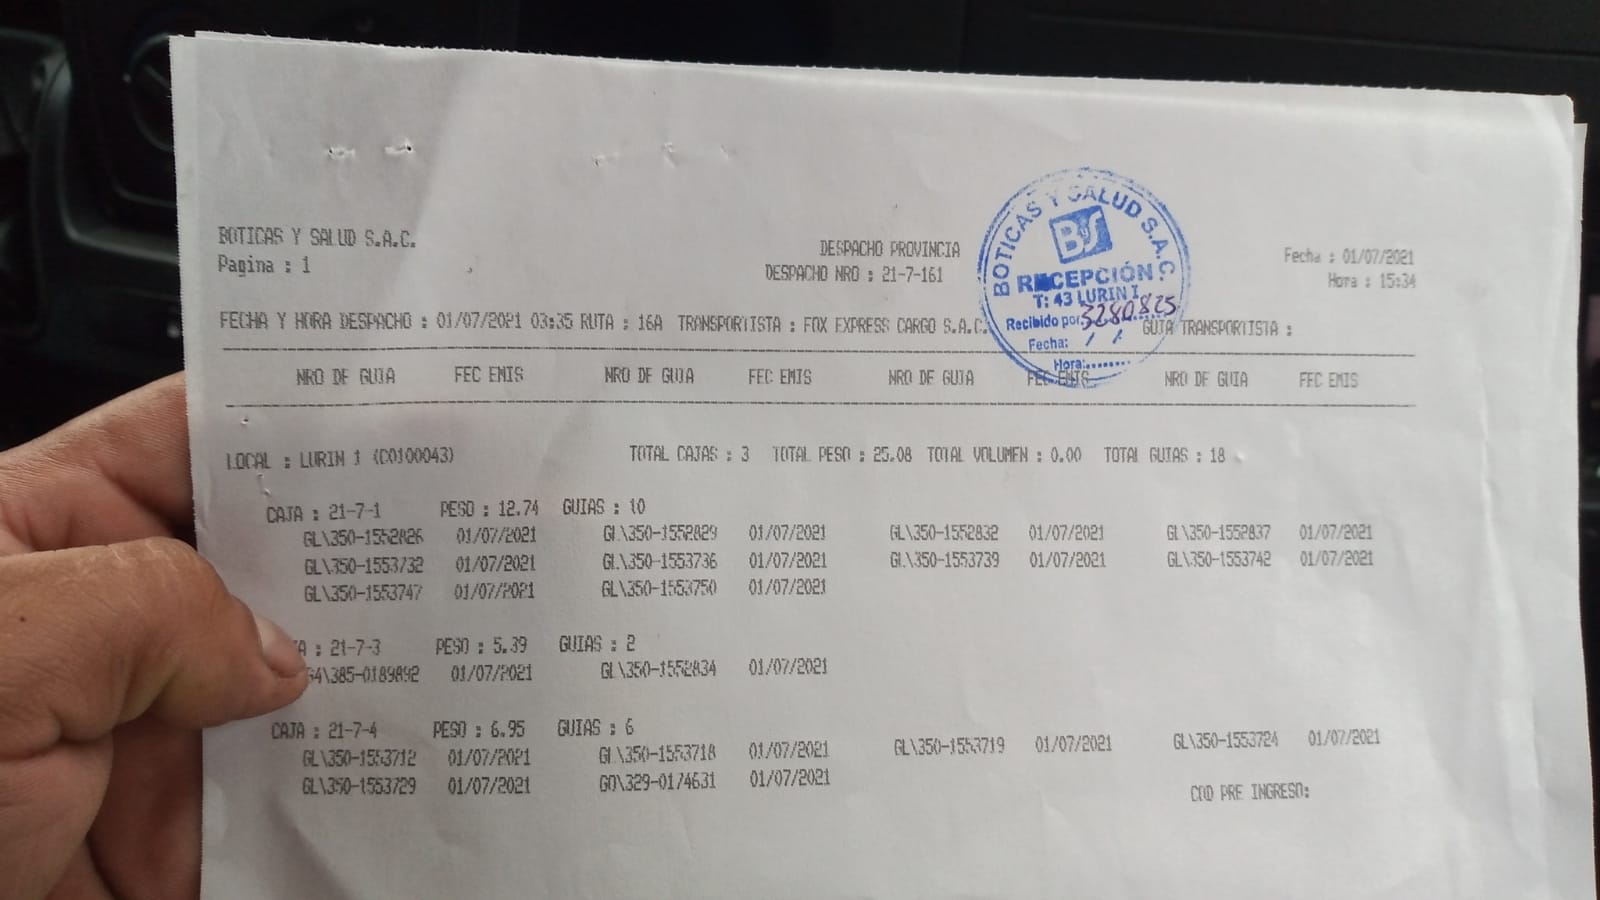 BOTICAS Y SALUD S.A.C.
Pagina : 1
DESPACHO PROVINCIA
DESPACHO NRO : 21-7-161
Fecha : 01/07/2021
Hora : 15:34
BOTICAS Y SALUD S.A.C
BS
RECEPCIÓN
T: 43 LURIN I
Recibido por: 3280825
Fecha: / /
Hora:........
FECHA Y HORA DESPACHO : 01/07/2021 03:35 RUTA : 16A TRANSPORTISTA : FOX EXPRESS CARGO S.A.C. GUIA TRANSPORTISTA :
NRO DE GUIA FEC EMIS NRO DE GUIA FEC EMIS NRO DE GUIA FEC EMIS NRO DE GUIA FEC EMIS
LOCAL : LURIN 1 (C0100043) TOTAL CAJAS : 3 TOTAL PESO : 25.08 TOTAL VOLUMEN : 0.00 TOTAL GUIAS : 18
CAJA : 21-7-1 PESO : 12.74 GUIAS : 10
GL\350-1552826 01/07/2021 GL\350-1552829 01/07/2021 GL\350-1552832 01/07/2021 GL\350-1552837 01/07/2021
GL\350-1553732 01/07/2021 GL\350-1553736 01/07/2021 GL\350-1553739 01/07/2021 GL\350-1553742 01/07/2021
GL\350-1553747 01/07/2021 GL\350-1553750 01/07/2021
A : 21-7-3 PESO : 5.39 GUIAS : 2
4\385-0189892 01/07/2021 GL\350-1552834 01/07/2021
CAJA : 21-7-4 PESO : 6.95 GUIAS : 6
GL\350-1553712 01/07/2021 GL\350-1553718 01/07/2021 GL\350-1553719 01/07/2021 GL\350-1553724 01/07/2021
GL\350-1553729 01/07/2021 GO\329-0174631 01/07/2021
COD PRE INGRESO: